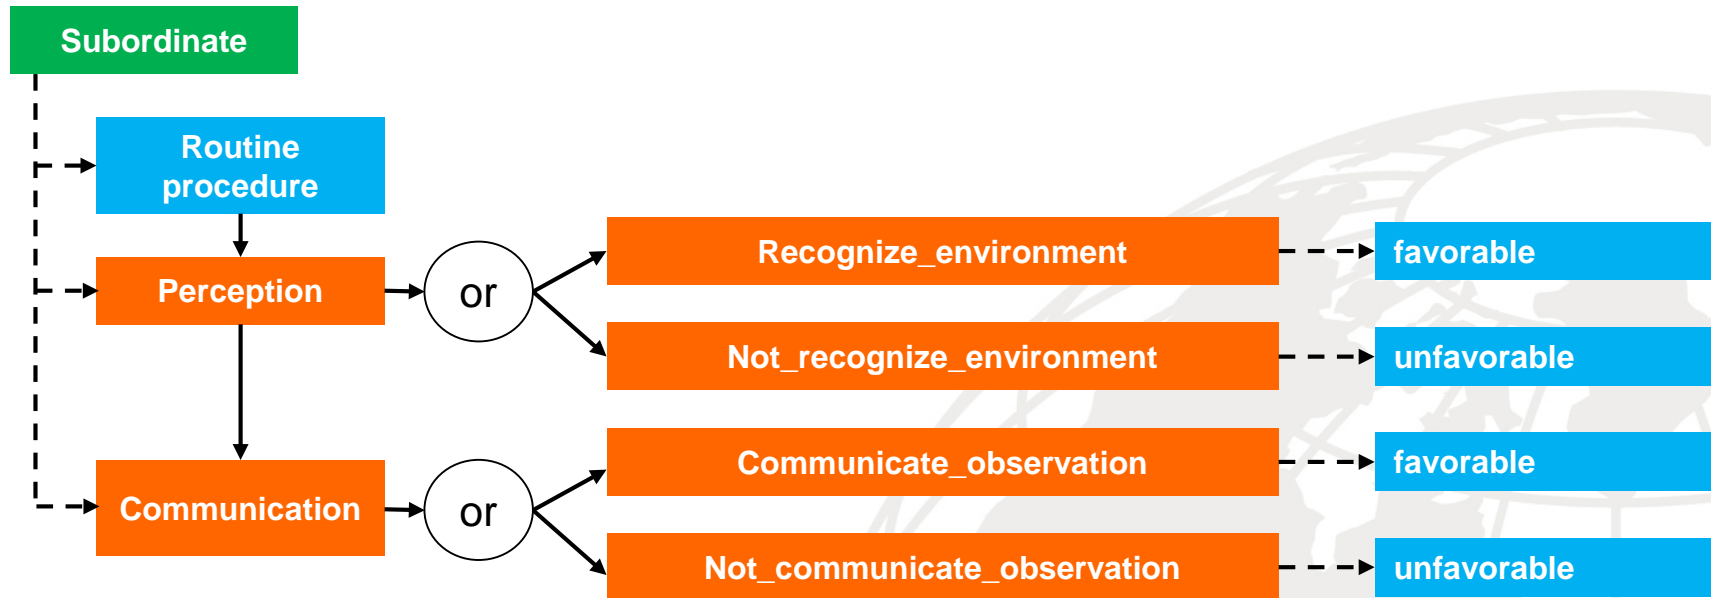 Subordinate
Routine
procedure
Perception
or
Recognize_environment
favorable
Not_recognize_environment
unfavorable
Communication
or
Communicate_observation
favorable
Not_communicate_observation
unfavorable